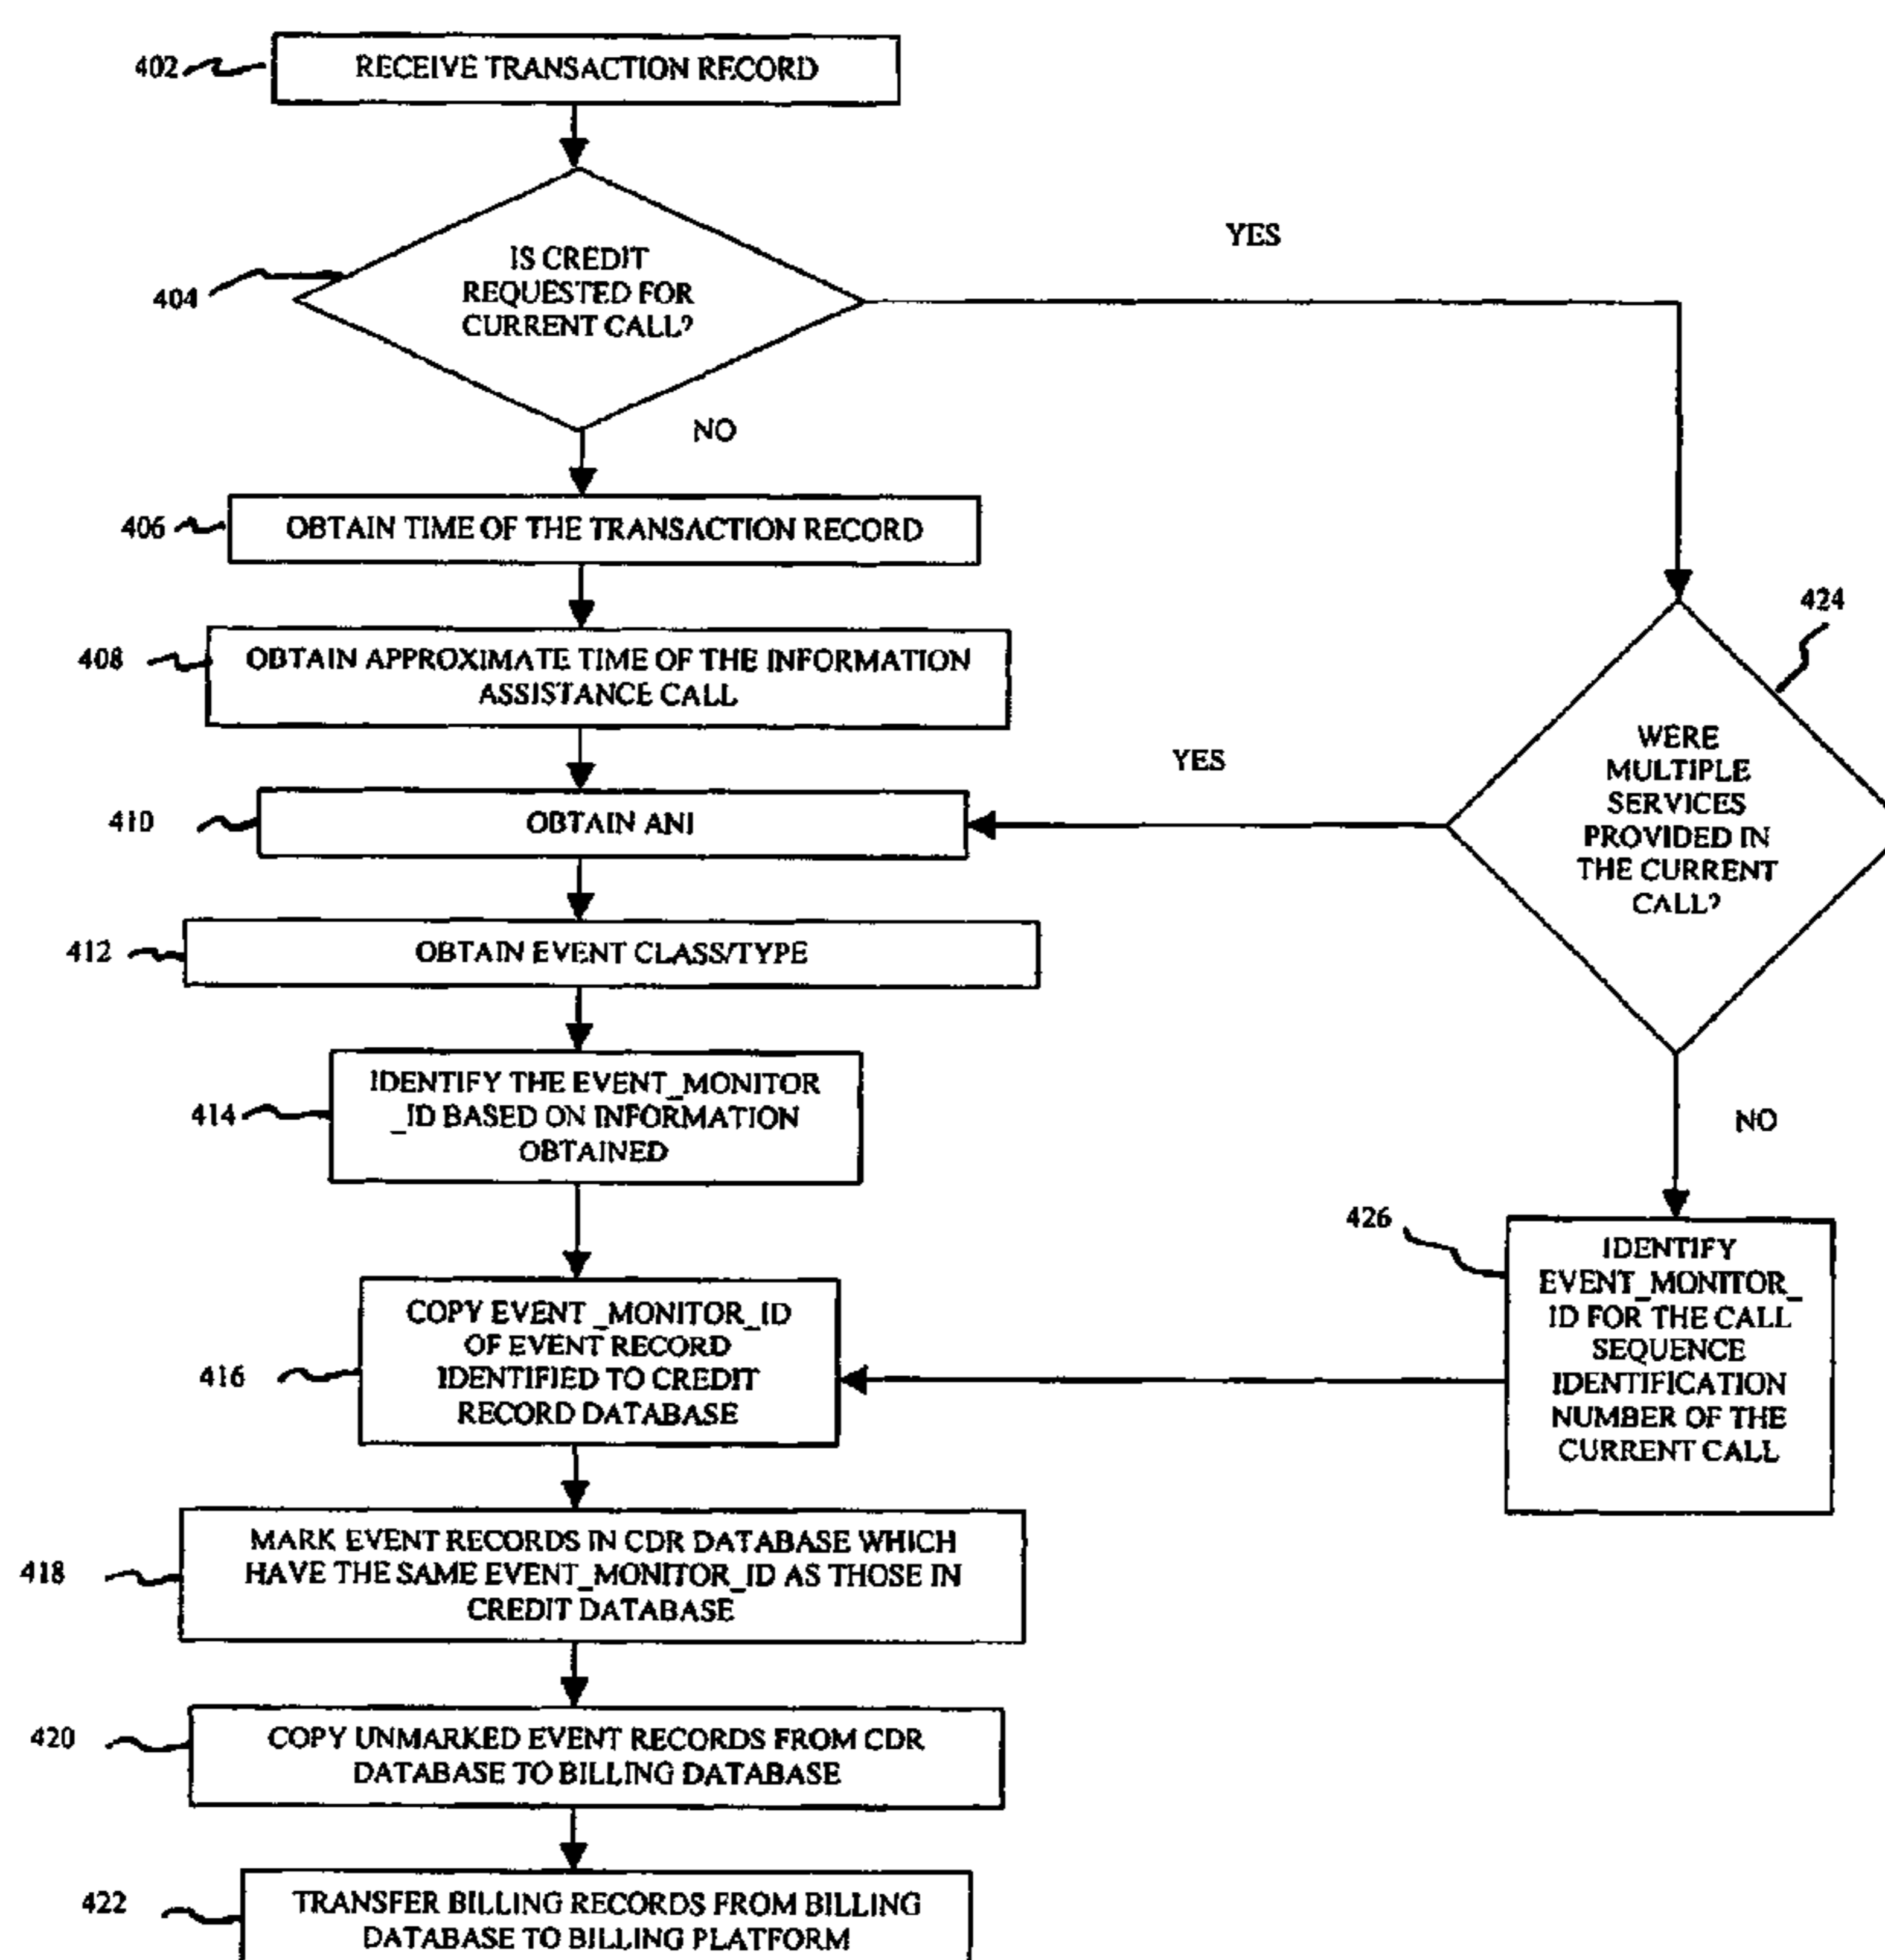 402
RECEIVE TRANSACTION RECORD
404
IS CREDIT
REQUESTED FOR
CURRENT CALL?
YES
NO
406
OBTAIN TIME OF THE TRANSACTION RECORD
408
OBTAIN APPROXIMATE TIME OF THE INFORMATION
ASSISTANCE CALL
424
WERE
MULTIPLE
SERVICES
PROVIDED IN
THE CURRENT
CALL?
YES
410
OBTAIN ANI
412
OBTAIN EVENT CLASS/TYPE
414
IDENTIFY THE EVENT_MONITOR
_ID BASED ON INFORMATION
OBTAINED
NO
426
IDENTIFY
EVENT_MONITOR_
ID FOR THE CALL
SEQUENCE
IDENTIFICATION
NUMBER OF THE
CURRENT CALL
416
COPY EVENT _MONITOR_ID
OF EVENT RECORD
IDENTIFIED TO CREDIT
RECORD DATABASE
418
MARK EVENT RECORDS IN CDR DATABASE WHICH
HAVE THE SAME EVENT_MONITOR_ID AS THOSE IN
CREDIT DATABASE
420
COPY UNMARKED EVENT RECORDS FROM CDR
DATABASE TO BILLING DATABASE
422
TRANSFER BILLING RECORDS FROM BILLING
DATABASE TO BILLING PLATFORM